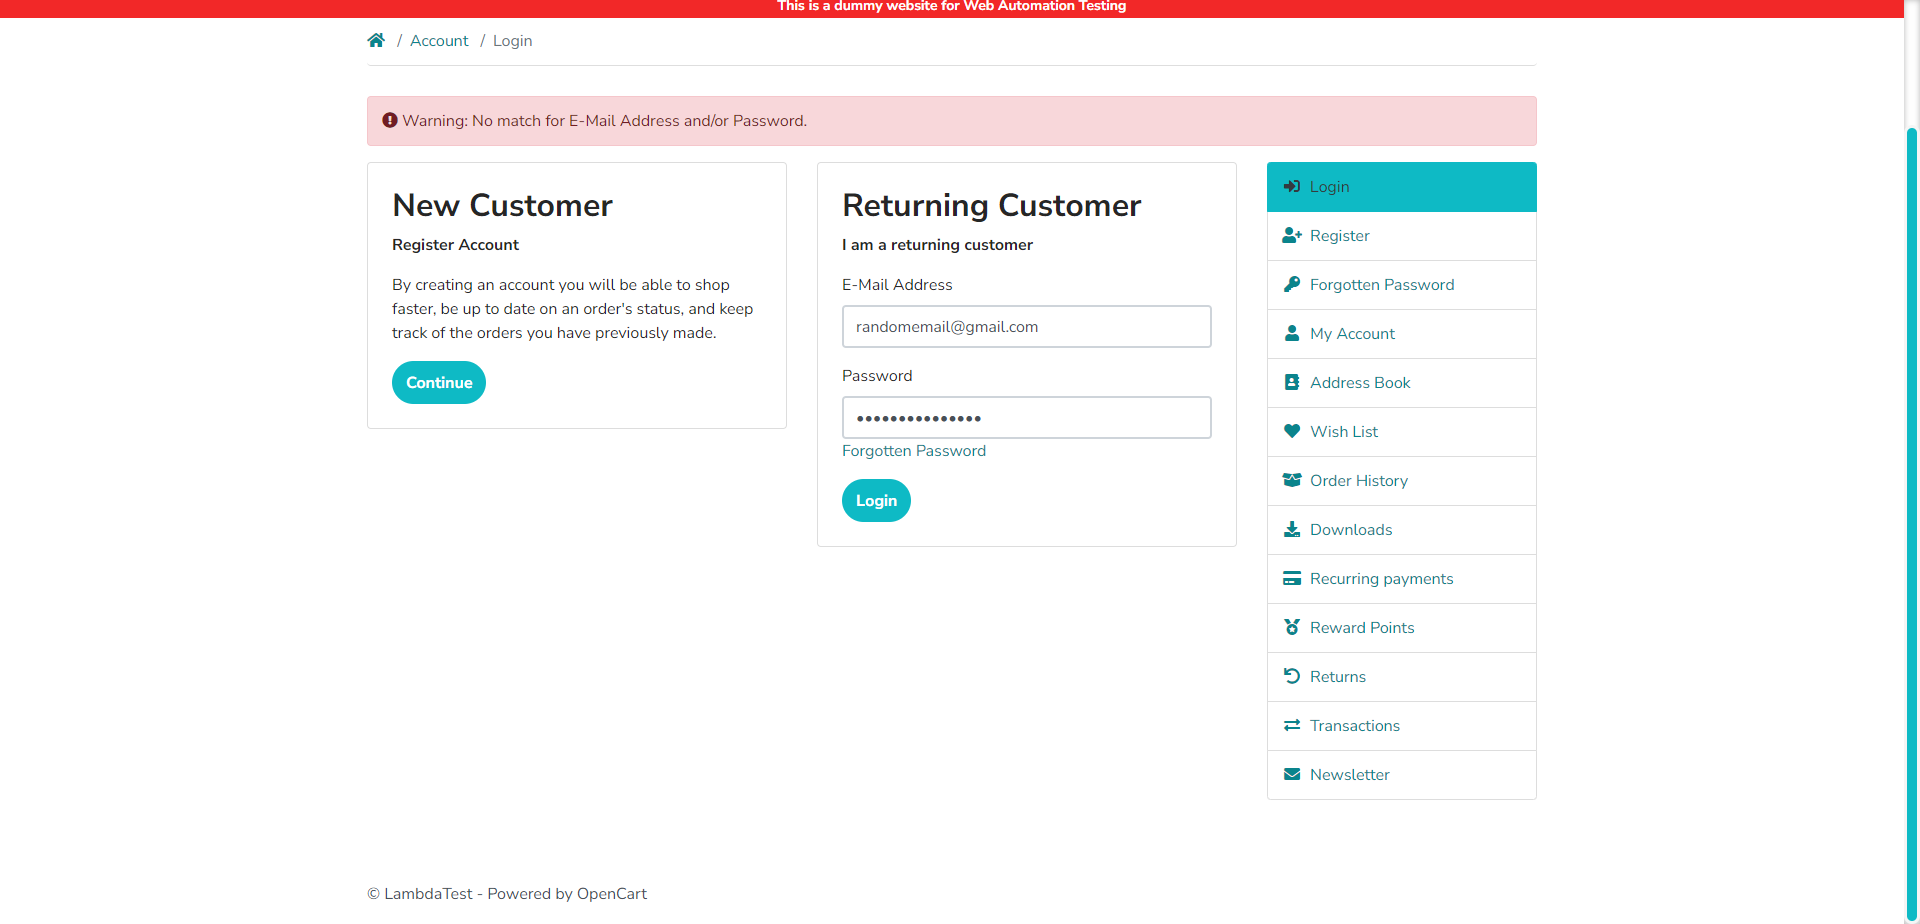 This is a dummy website for Web Automation Testing
/ Account / Login
Warning: No match for E-Mail Address and/or Password.
New Customer
Register Account
By creating an account you will be able to shop
faster, be up to date on an order's status, and keep
track of the orders you have previously made.
Continue
Returning Customer
I am a returning customer
E-Mail Address
randomemail@gmail.com
Password
•••••••••••••••
Forgotten Password
Login
Login
Register
Forgotten Password
My Account
Address Book
Wish List
Order History
Downloads
Recurring payments
Reward Points
Returns
Transactions
Newsletter
© LambdaTest - Powered by OpenCart